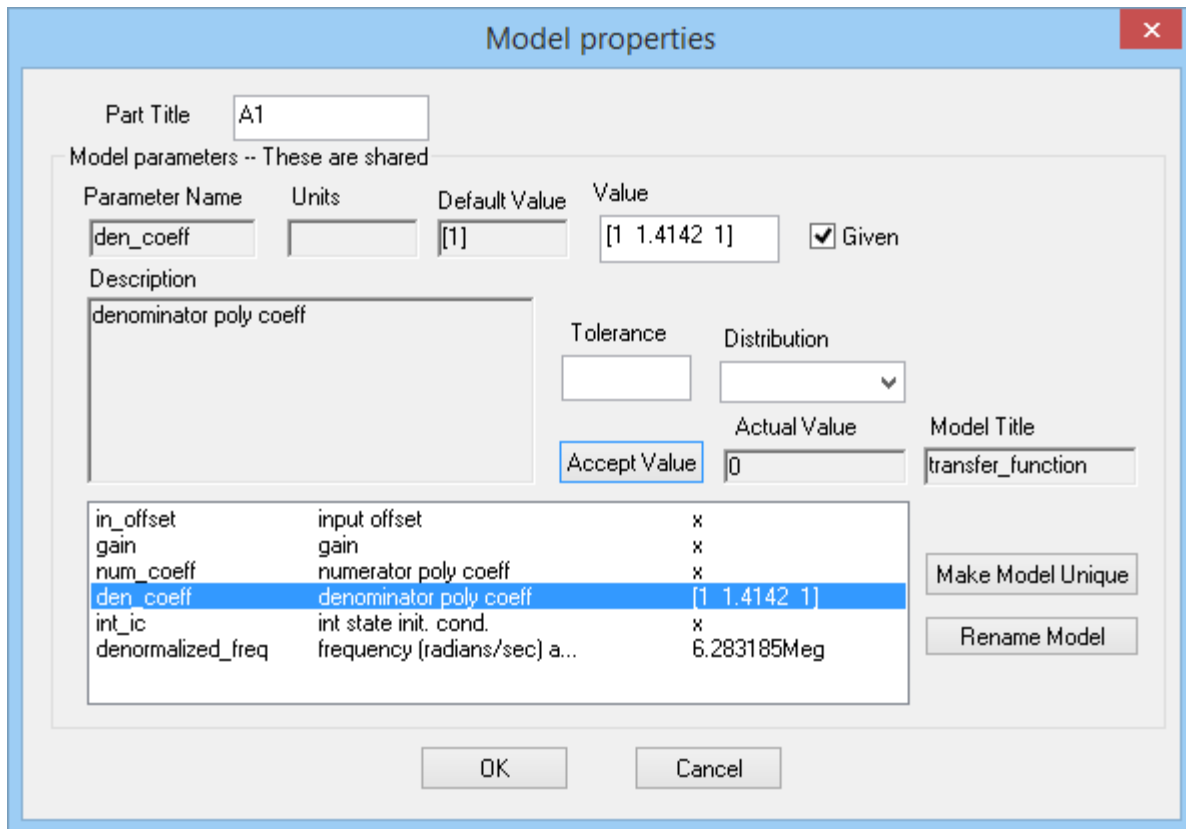 Model properties
Part Title A1
Model parameters -- These are shared
Parameter Name Units Default Value Value
den_coeff [1] [1 1.4142 1] Given
Description
denominator poly coeff
Tolerance Distribution
Actual Value Model Title
Accept Value 0 transfer_function
in_offset input offset x
gain gain x
num_coeff numerator poly coeff x
den_coeff denominator poly coeff [1 1.4142 1]
int_ic int state init. cond. x
denormalized_freq frequency (radians/sec) a... 6.283185Meg
Make Model Unique
Rename Model
OK Cancel